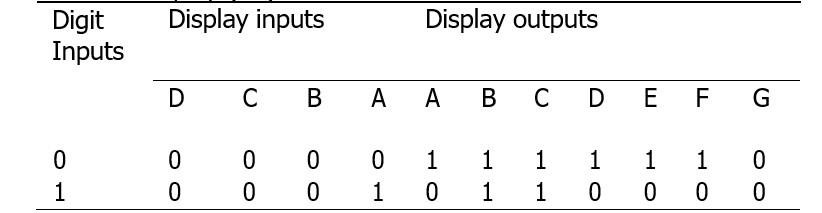 Digit Display inputs Display outputs
Inputs
D C B A A B C D E F G
0 0 0 0 0 1 1 1 1 1 1 0
1 0 0 0 1 0 1 1 0 0 0 0